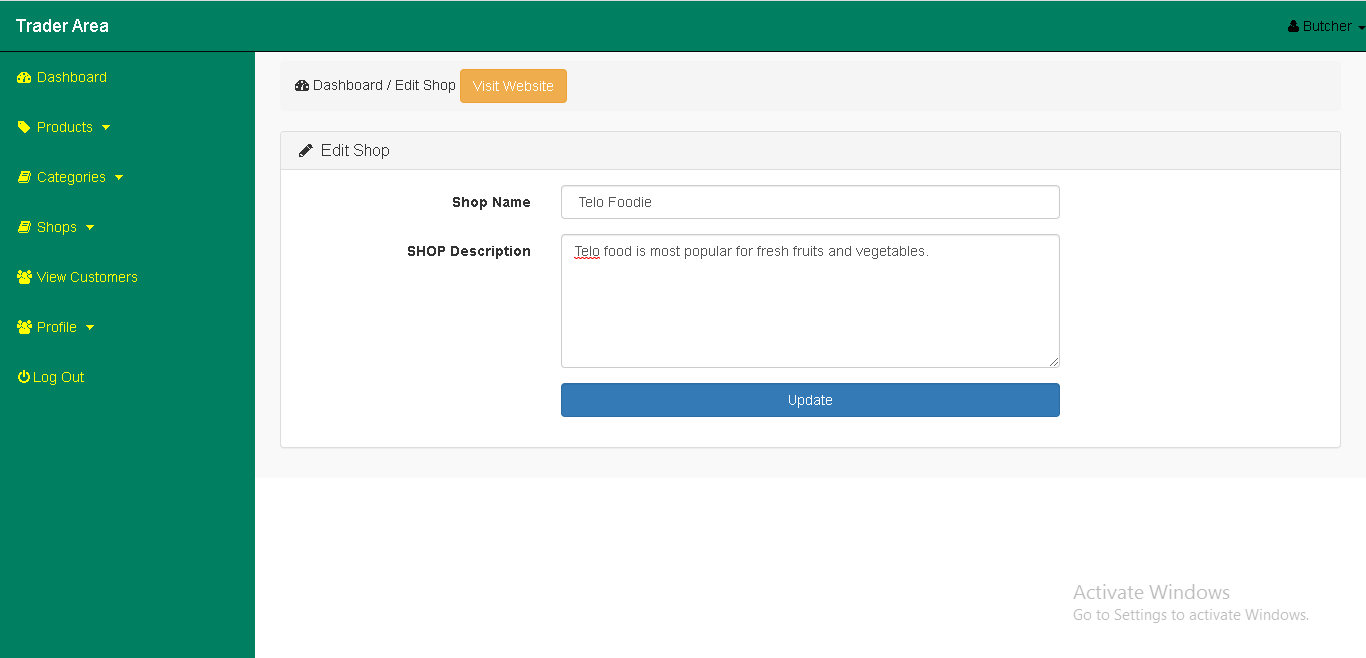 Trader Area
Butcher
Dashboard
Products
Categories
Shops
View Customers
Profile
Log Out
Dashboard / Edit Shop Visit Website
Edit Shop
Shop Name Telo Foodie
SHOP Description Telo food is most popular for fresh fruits and vegetables.
Update
Activate Windows
Go to Settings to activate Windows.